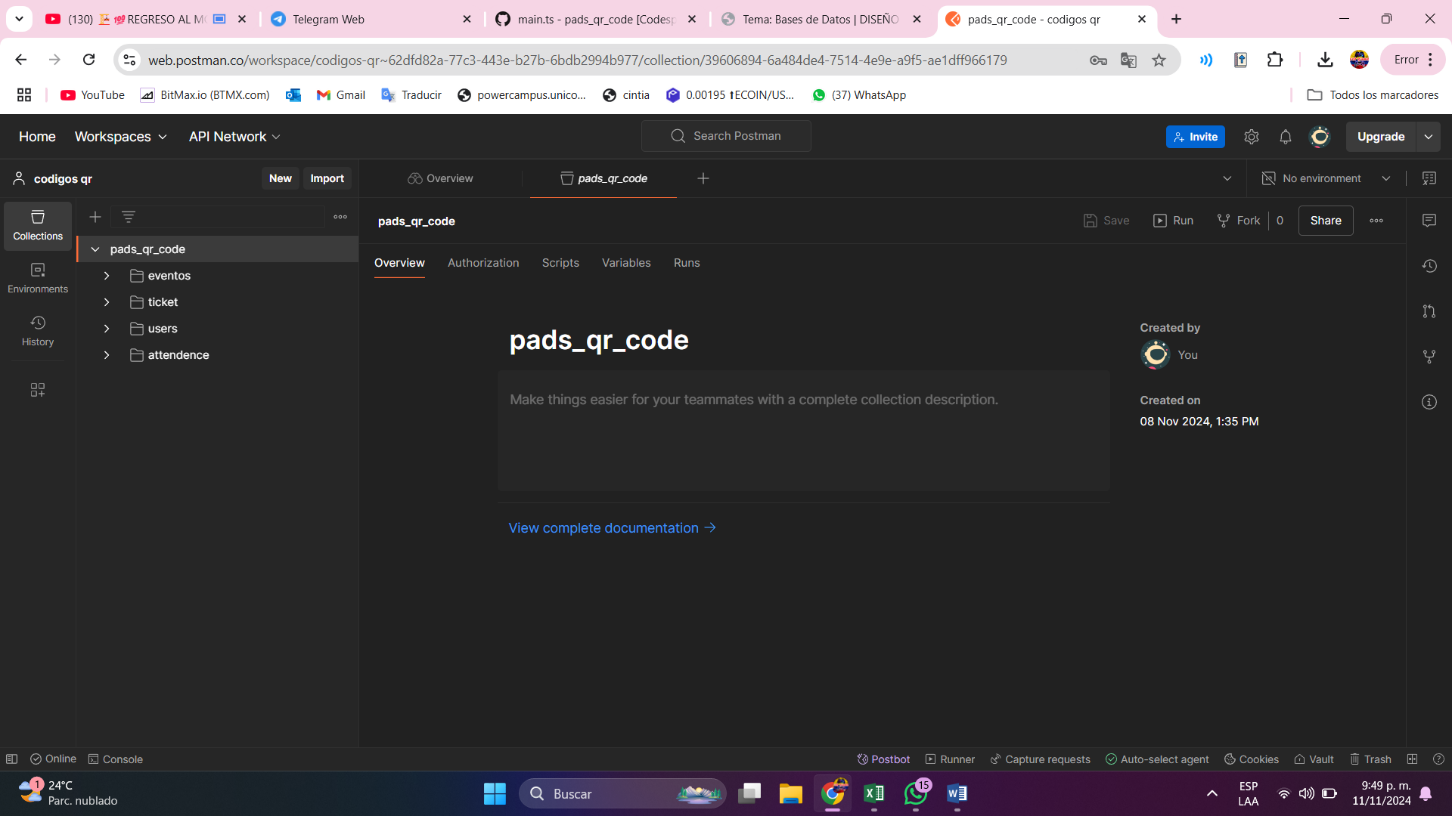 (130) ⏳💯REGRESO AL M
Telegram Web
main.ts - pads_qr_code [Codesp
Tema: Bases de Datos | DISEÑO
pads_qr_code - codigos qr
web.postman.co/workspace/codigos-qr~62dfd82a-77c3-443e-b27b-6bdb2994b977/collection/39606894-6a484de4-7514-4e9e-a9f5-ae1dff966179
Error
YouTube
BitMax.io (BTMX.com)
Gmail
Traducir
powercampus.unico...
cintia
0.00195 ⬆ECOIN/US...
(37) WhatsApp
Todos los marcadores
Home
Workspaces
API Network
Search Postman
Invite
Upgrade
codigos qr
New
Import
Overview
pads_qr_code
No environment
Collections
Environments
History
pads_qr_code
eventos
ticket
users
attendence
pads_qr_code
Save
Run
Fork
0
Share
Overview
Authorization
Scripts
Variables
Runs
pads_qr_code
Make things easier for your teammates with a complete collection description.
View complete documentation →
Created by
You
Created on
08 Nov 2024, 1:35 PM
Online
Console
Postbot
Runner
Capture requests
Auto-select agent
Cookies
Vault
Trash
1
24°C
Parc. nublado
Buscar
15
ESP
LAA
9:49 p. m.
11/11/2024